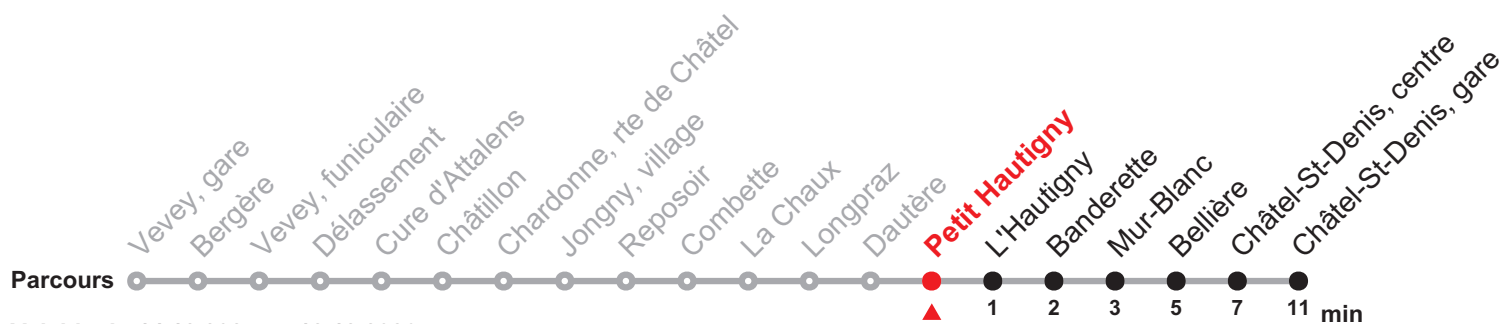 Vevey, gare
Bergère
Vevey, funiculaire
Délassement
Cure d'Attalens
Châtillon
Chardonne, rte de Châtel
Jongny, village
Reposoir
Combette
La Chaux
Longpraz
Dautère
Petit Hautigny
L'Hautigny
Banderette
Mur-Blanc
Bellière
Châtel-St-Denis, centre
Châtel-St-Denis, gare
Parcours
1 2 3 5 7 11 min